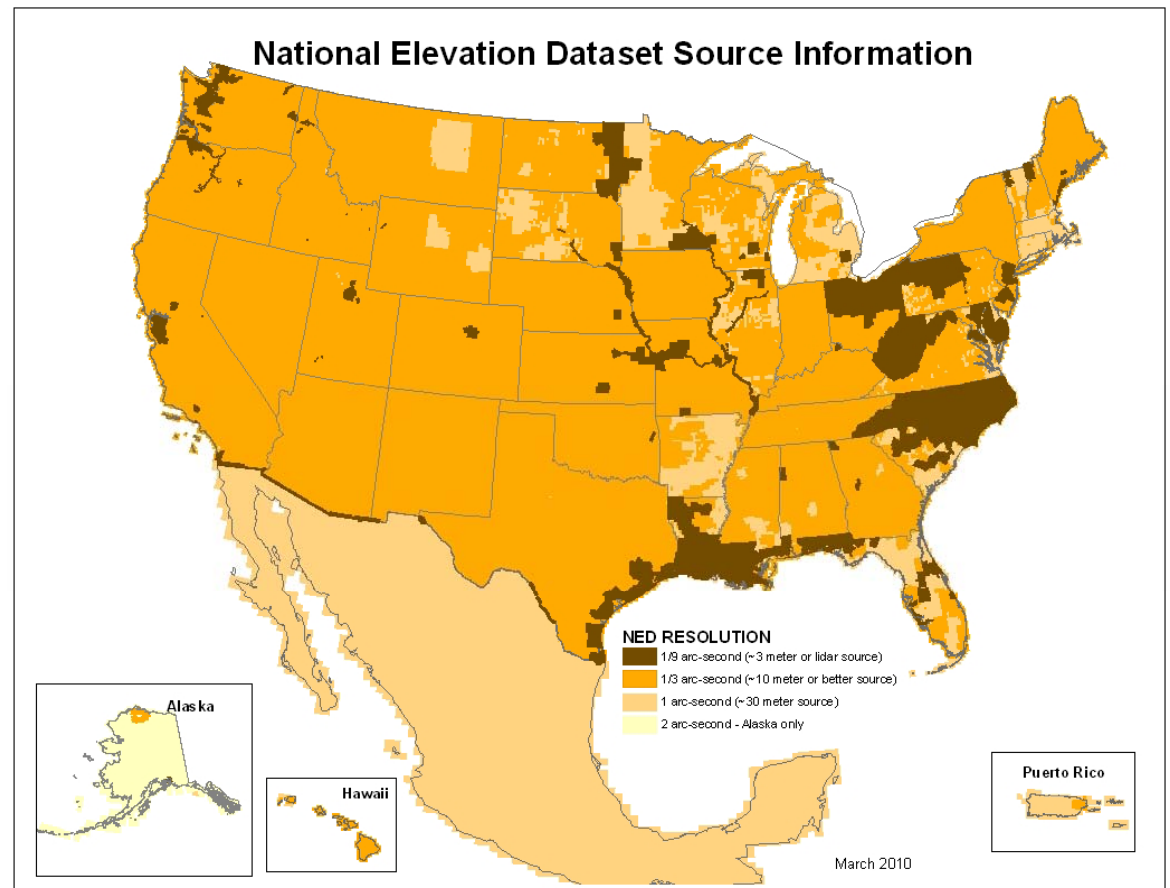 National Elevation Dataset Source Information
NED RESOLUTION
1/9 arc-second (~3 meter or lidar source)
1/3 arc-second (~10 meter or better source)
1 arc-second (~30 meter source)
2 arc-second - Alaska only
Alaska
Hawaii
Puerto Rico
March 2010